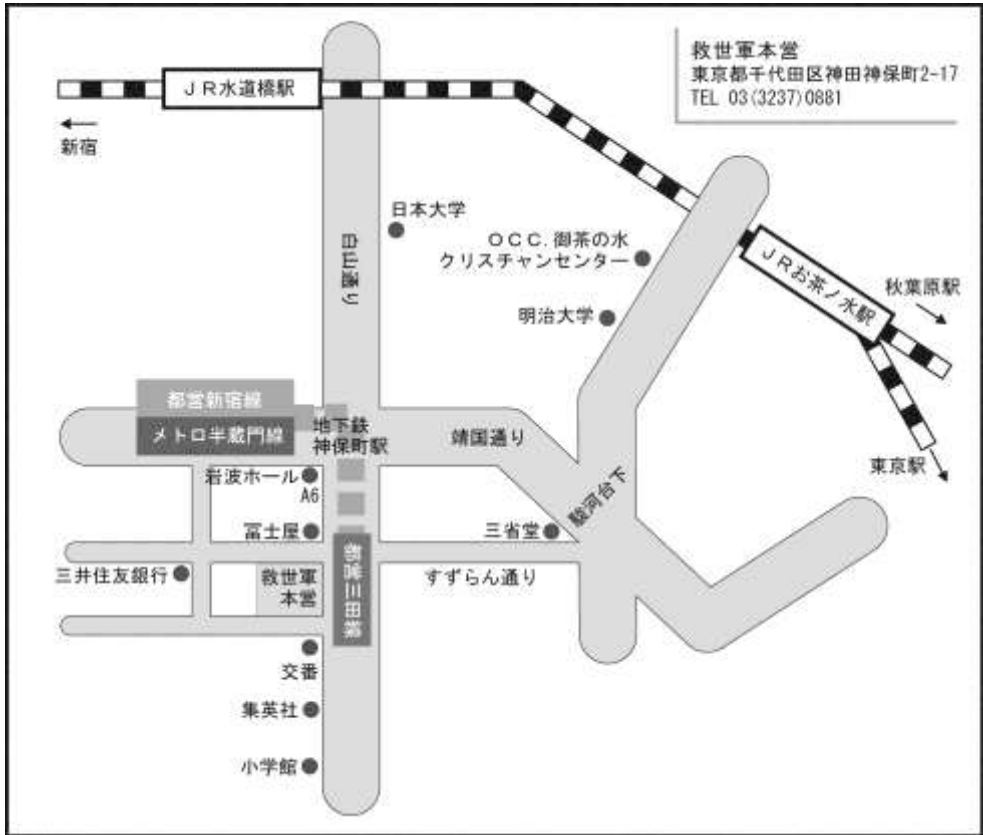 救世軍本営
東京都千代田区神田神保町2-17
TEL 03(3237)0881
JR水道橋駅
新宿
日本大学
白山通り
OCC.御茶の水
クリスチャンセンター
JRお茶ノ水駅
秋葉原駅
明治大学
都営新宿線
メトロ半蔵門線
地下鉄
神保町駅
靖国通り
東京駅
岩波ホール
A6
駿河台下
冨士屋
三省堂
都営三田線
三井住友銀行
救世軍
本営
すずらん通り
交番
集英社
小学館